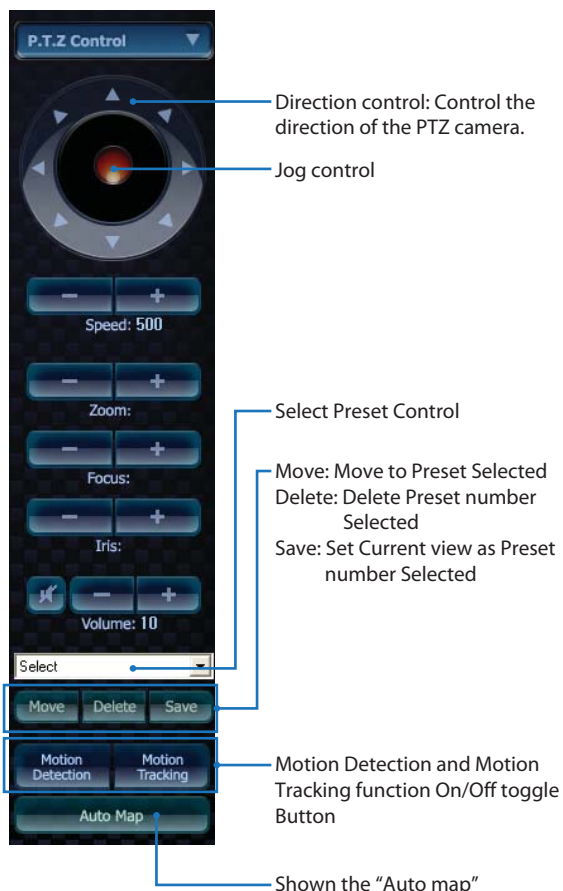 P.T.Z Control
Direction control: Control the
direction of the PTZ camera.
Jog control
Speed: 500
Zoom:
Focus:
Iris:
Volume: 10
Select
Select Preset Control
Move
Delete
Save
Move: Move to Preset Selected
Delete: Delete Preset number
Selected
Save: Set Current view as Preset
number Selected
Motion
Detection
Motion
Tracking
Motion Detection and Motion
Tracking function On/Off toggle
Button
Auto Map
Shown the “Auto map”